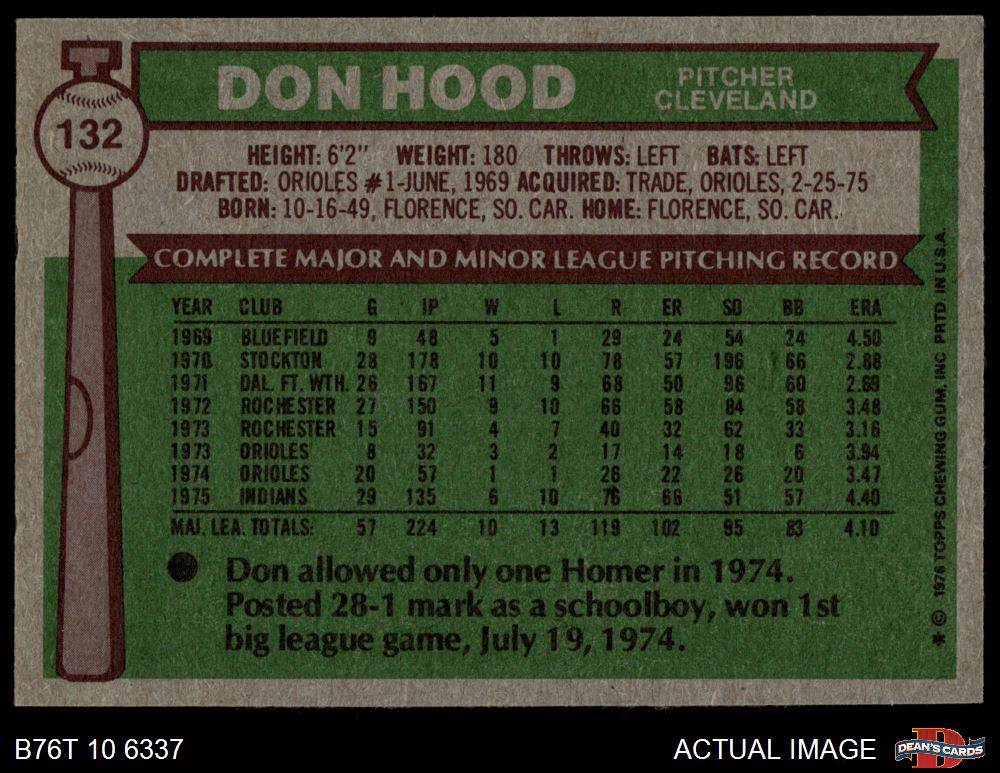 DON HOOD
PITCHER
CLEVELAND
132
HEIGHT: 6'2" WEIGHT: 180 THROWS: LEFT BATS: LEFT
DRAFTED: ORIOLES #1-JUNE, 1969 ACQUIRED: TRADE, ORIOLES, 2-25-75
BORN: 10-16-49, FLORENCE, SO. CAR. HOME: FLORENCE, SO. CAR.
COMPLETE MAJOR AND MINOR LEAGUE PITCHING RECORD
YEAR CLUB G IP W L R ER SO BB ERA
1969 BLUEFIELD 9 48 5 1 29 24 54 24 4.50
1970 STOCKTON 28 178 10 10 78 57 196 66 2.88
1971 DAL. FT. WTH. 26 167 11 9 68 50 96 60 2.69
1972 ROCHESTER 27 150 9 10 66 58 84 58 3.48
1973 ROCHESTER 15 91 4 7 40 32 62 33 3.16
1973 ORIOLES 8 32 3 2 17 14 18 6 3.94
1974 ORIOLES 20 57 1 1 26 22 26 20 3.47
1975 INDIANS 29 135 6 10 76 66 51 57 4.40
MAJ. LEA. TOTALS: 57 224 10 13 119 102 95 83 4.10
Don allowed only one Homer in 1974.
Posted 28-1 mark as a schoolboy, won 1st
big league game, July 19, 1974.
* © 1976 TOPPS CHEWING GUM, INC PRTD IN U.S.A.
B76T 10 6337
ACTUAL IMAGE
DEAN'S CARDS